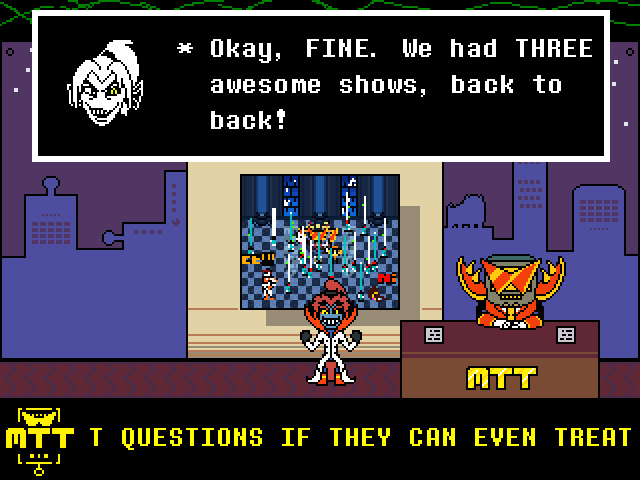 * Okay, FINE. We had THREE
awesome shows, back to
back!
MTT
MTT T QUESTIONS IF THEY CAN EVEN TREAT